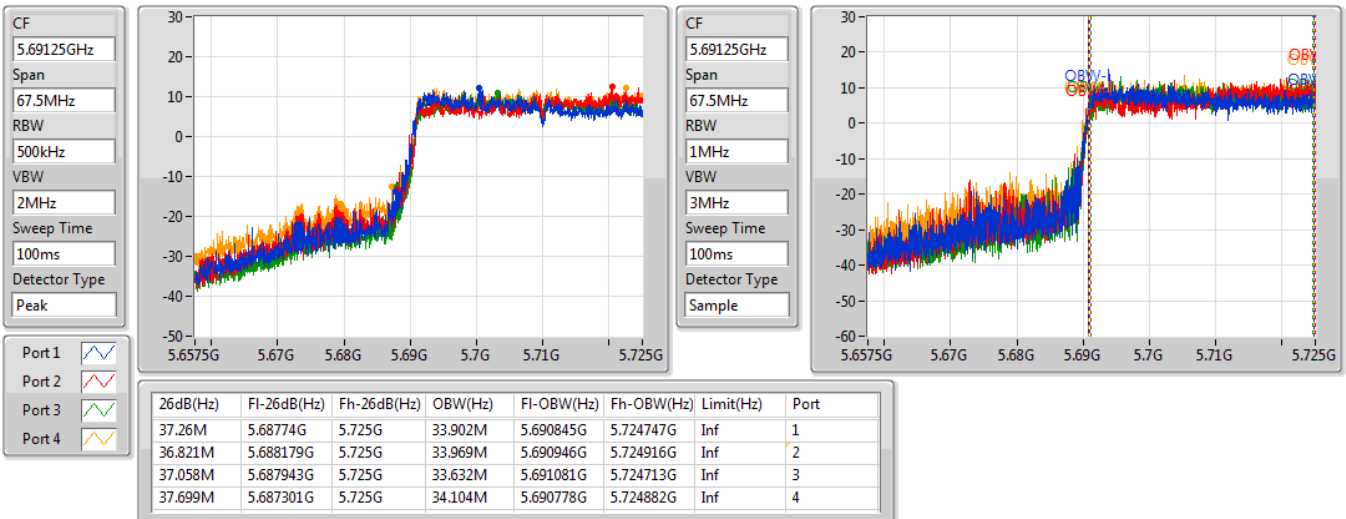 CF
5.69125GHz
Span
67.5MHz
RBW
500kHz
VBW
2MHz
Sweep Time
100ms
Detector Type
Peak
30
20
10
0
-10
-20
-30
-40
-50
5.6575G 5.67G 5.68G 5.69G 5.7G 5.71G 5.725G
CF
5.69125GHz
Span
67.5MHz
RBW
1MHz
VBW
3MHz
Sweep Time
100ms
Detector Type
Sample
30
20
10
0
-10
-20
-30
-40
-50
-60
OBW-l
5.6575G 5.67G 5.68G 5.69G 5.7G 5.71G 5.725G
Port 1
Port 2
Port 3
Port 4
26dB(Hz) Fl-26dB(Hz) Fh-26dB(Hz) OBW(Hz) Fl-OBW(Hz) Fh-OBW(Hz) Limit(Hz) Port
37.26M 5.68774G 5.725G 33.902M 5.690845G 5.724747G Inf 1
36.821M 5.688179G 5.725G 33.969M 5.690946G 5.724916G Inf 2
37.058M 5.687943G 5.725G 33.632M 5.691081G 5.724713G Inf 3
37.699M 5.687301G 5.725G 34.104M 5.690778G 5.724882G Inf 4